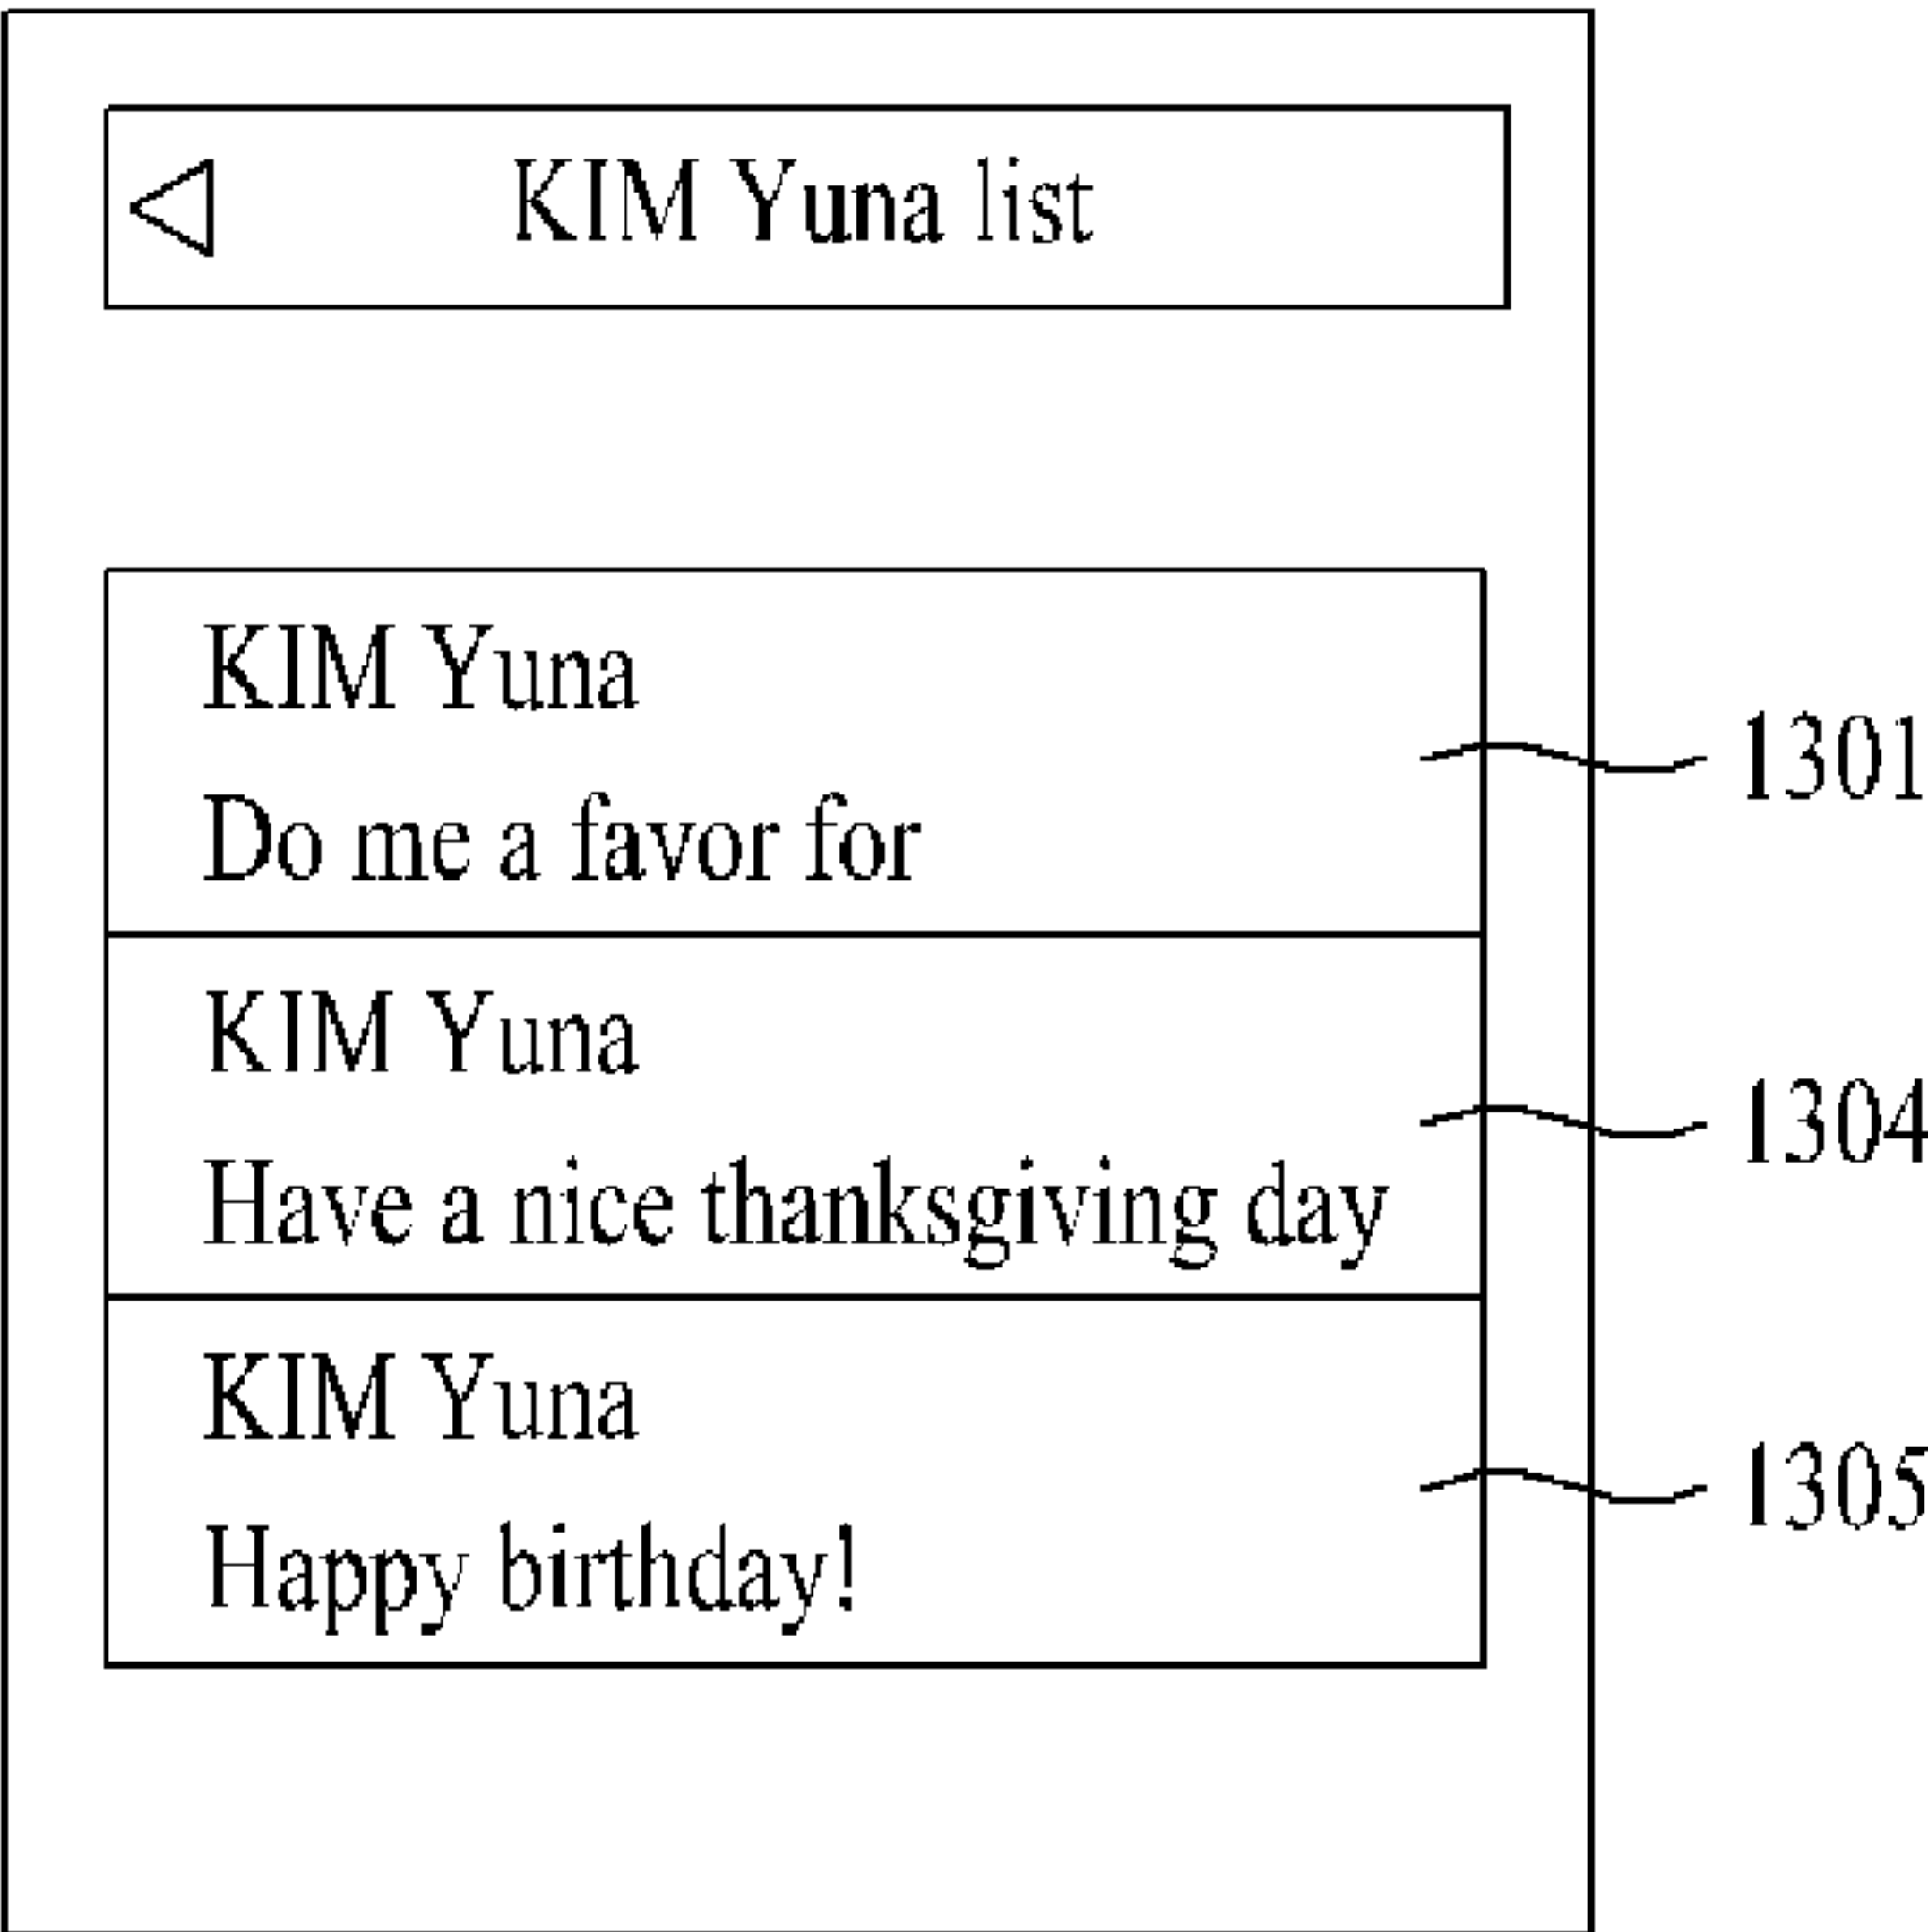 KIM Yuna list
KIM Yuna
Do me a favor for
1301
KIM Yuna
Have a nice thanksgiving day
1304
KIM Yuna
Happy birthday!
1305